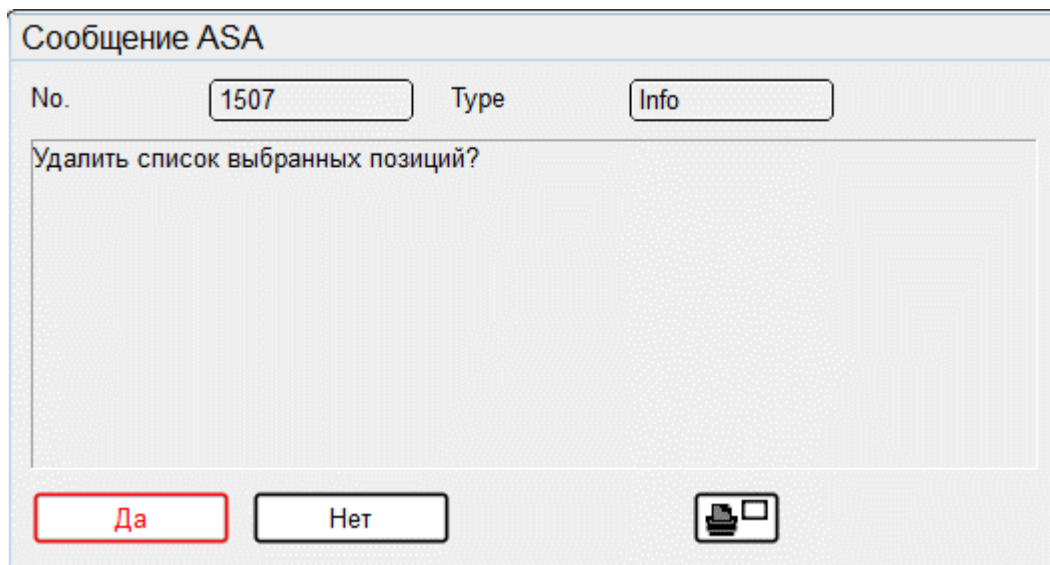 Сообщение ASA
No. 1507 Type Info
Удалить список выбранных позиций?
Да Нет